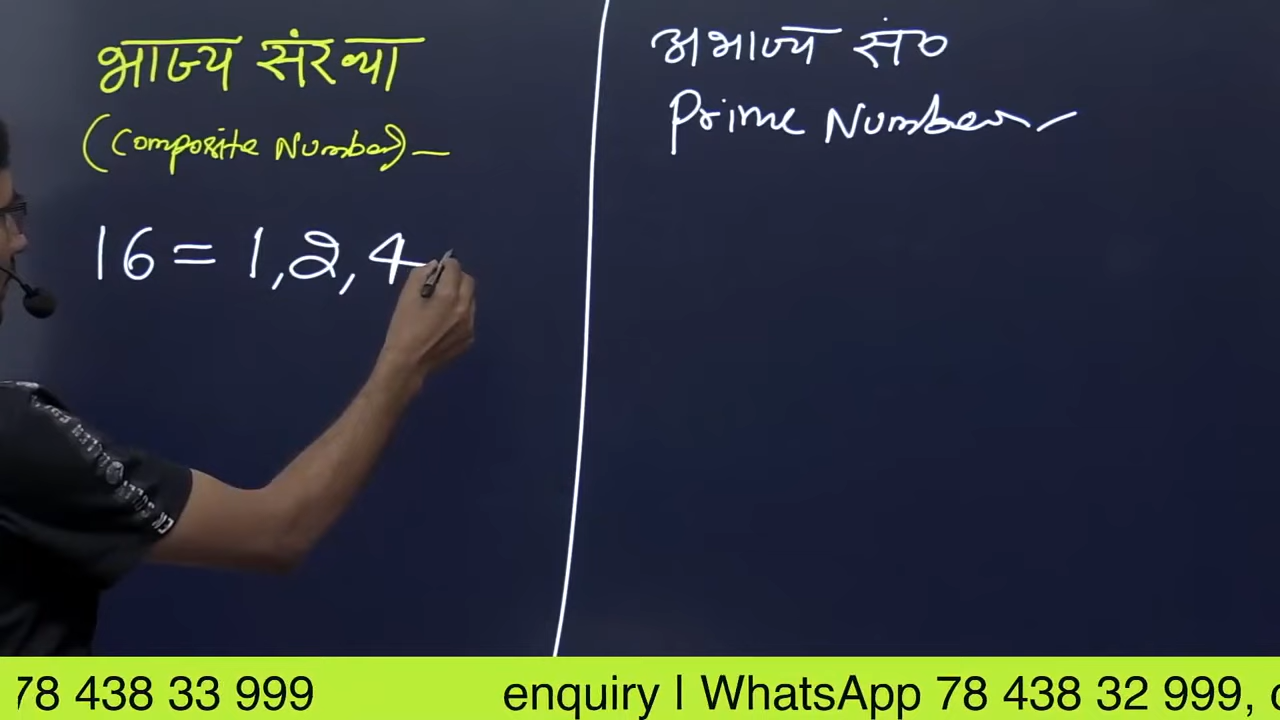 भाज्य संख्या
(Composite Number) –
16 = 1, 2, 4
अभाज्य सं०
Prime Number –
78 438 33 999 enquiry | WhatsApp 78 438 32 999,